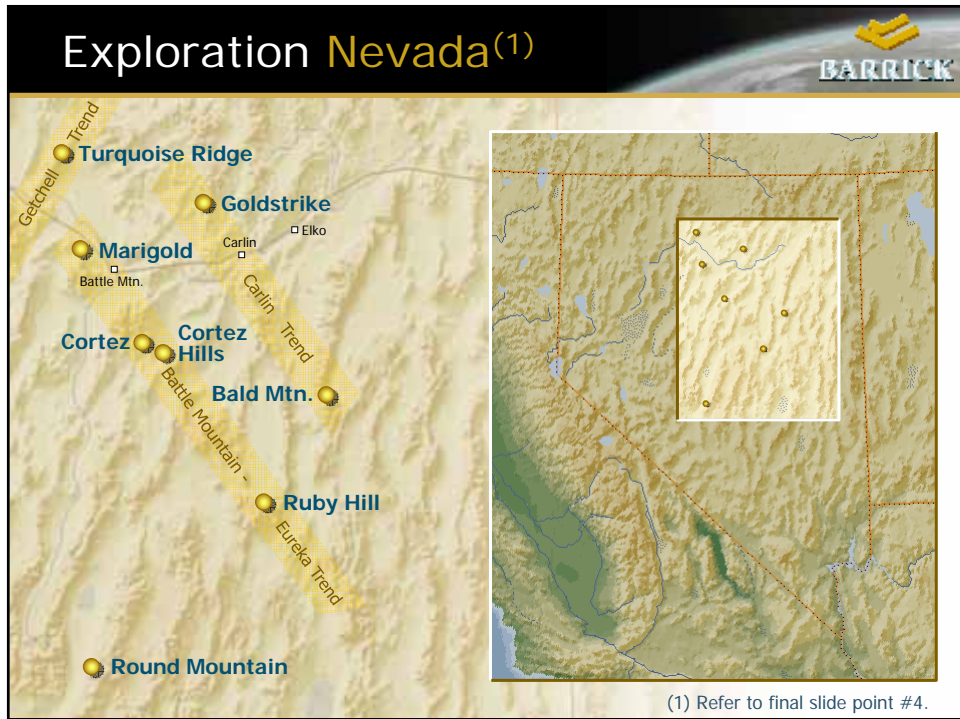 Exploration Nevada(1)
BARRICK
Getchell Trend
Turquoise Ridge
Goldstrike
Elko
Carlin
Marigold
Battle Mtn.
Carlin Trend
Cortez
Cortez
Hills
Bald Mtn.
Battle Mountain -
Ruby Hill
Eureka Trend
Round Mountain
(1) Refer to final slide point #4.